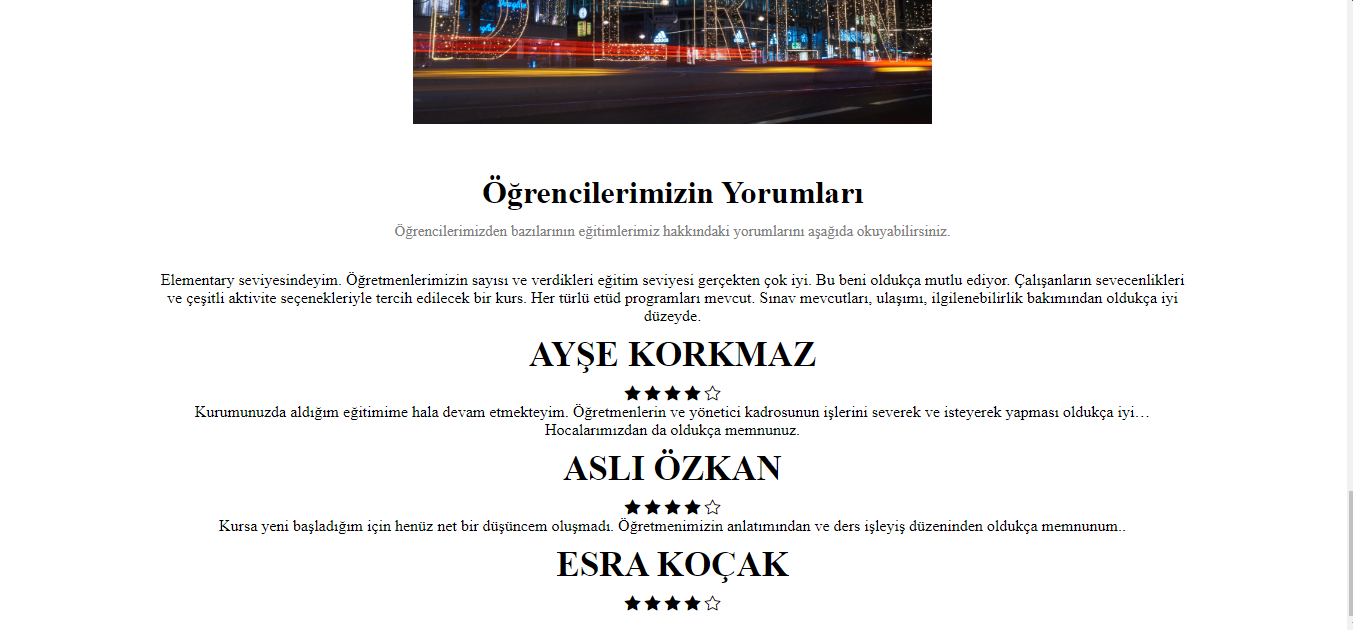 Öğrencilerimizin Yorumları
Öğrencilerimizden bazılarının eğitimlerimiz hakkındaki yorumlarını aşağıda okuyabilirsiniz.
Elementary seviyesindeyim. Öğretmenlerimizin sayısı ve verdikleri eğitim seviyesi gerçekten çok iyi. Bu beni oldukça mutlu ediyor. Çalışanların sevecenlikleri
ve çeşitli aktivite seçenekleriyle tercih edilecek bir kurs. Her türlü etüd programları mevcut. Sınav mevcutları, ulaşımı, ilgilenebilirlik bakımından oldukça iyi
düzeyde.
AYŞE KORKMAZ
Kurumunuzda aldığım eğitimime hala devam etmekteyim. Öğretmenlerin ve yönetici kadrosunun işlerini severek ve isteyerek yapması oldukça iyi…
Hocalarımızdan da oldukça memnunuz.
ASLI ÖZKAN
Kursa yeni başladığım için henüz net bir düşüncem oluşmadı. Öğretmenimizin anlatımından ve ders işleyiş düzeninden oldukça memnunum..
ESRA KOÇAK